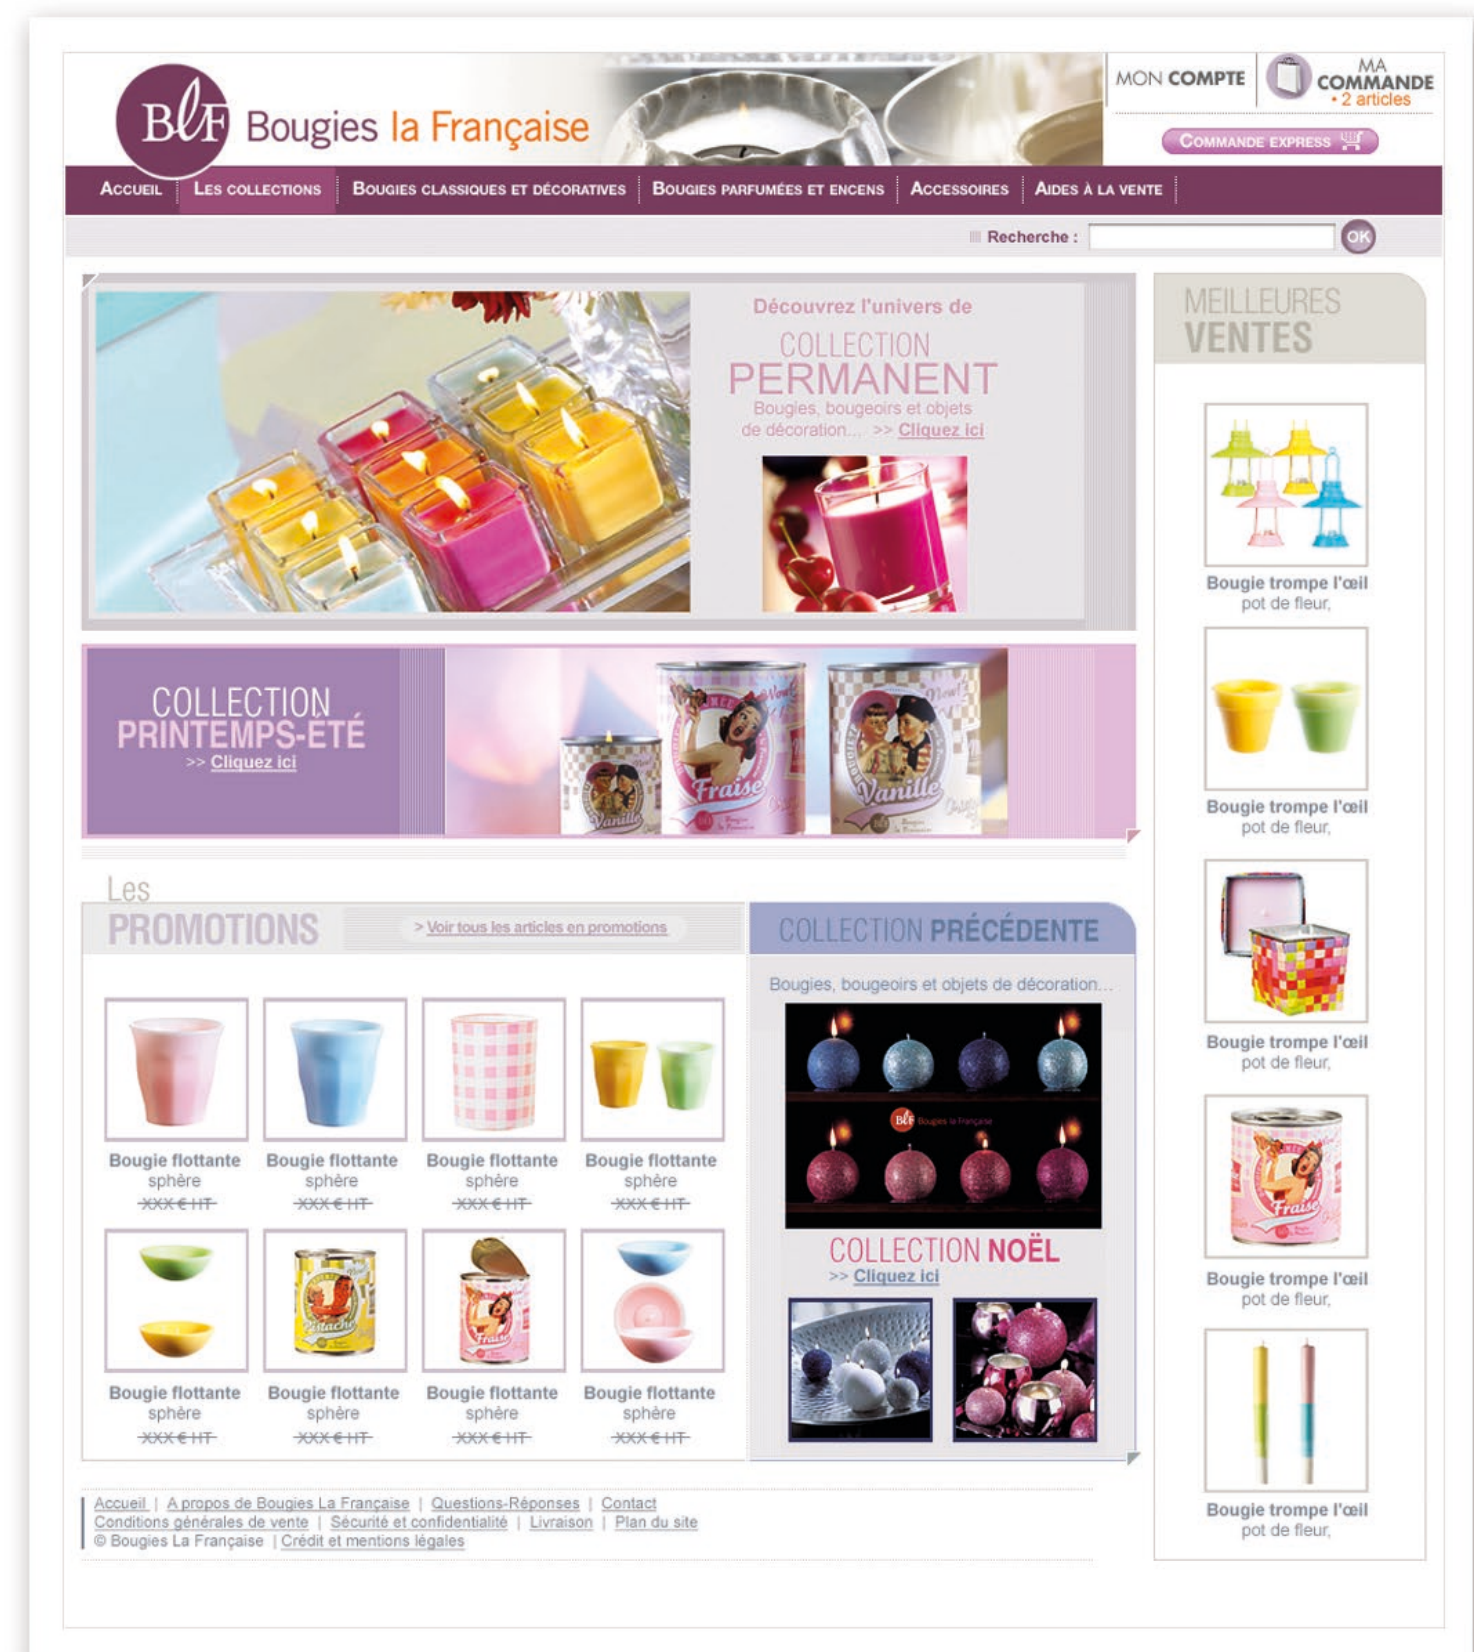 BlF Bougies la Française
MON COMPTE
MA
COMMANDE
• 2 articles
COMMANDE EXPRESS
ACCUEIL
LES COLLECTIONS
BOUGIES CLASSIQUES ET DÉCORATIVES
BOUGIES PARFUMÉES ET ENCENS
ACCESSOIRES
AIDES À LA VENTE
Recherche :
OK
Découvrez l'univers de
COLLECTION
PERMANENT
Bougies, bougeoirs et objets
de décoration... >> Cliquez ici
COLLECTION
PRINTEMPS-ÉTÉ
>> Cliquez ici
Vanille
Fraise
Vanille
Les
PROMOTIONS
> Voir tous les articles en promotions
Bougie flottante
sphère
XXX € HT
Bougie flottante
sphère
XXX € HT
Bougie flottante
sphère
XXX € HT
Bougie flottante
sphère
XXX € HT
Pistache
Fraise
Bougie flottante
sphère
XXX € HT
Bougie flottante
sphère
XXX € HT
Bougie flottante
sphère
XXX € HT
Bougie flottante
sphère
XXX € HT
COLLECTION PRÉCÉDENTE
Bougies, bougeoirs et objets de décoration...
BlF Bougies la Française
COLLECTION NOËL
>> Cliquez ici
MEILLEURES
VENTES
Bougie trompe l'œil
pot de fleur,
Bougie trompe l'œil
pot de fleur,
Bougie trompe l'œil
pot de fleur,
Fraise
Bougie trompe l'œil
pot de fleur,
Bougie trompe l'œil
pot de fleur,
Accueil | A propos de Bougies La Française | Questions-Réponses | Contact
Conditions générales de vente | Sécurité et confidentialité | Livraison | Plan du site
© Bougies La Française | Crédit et mentions légales